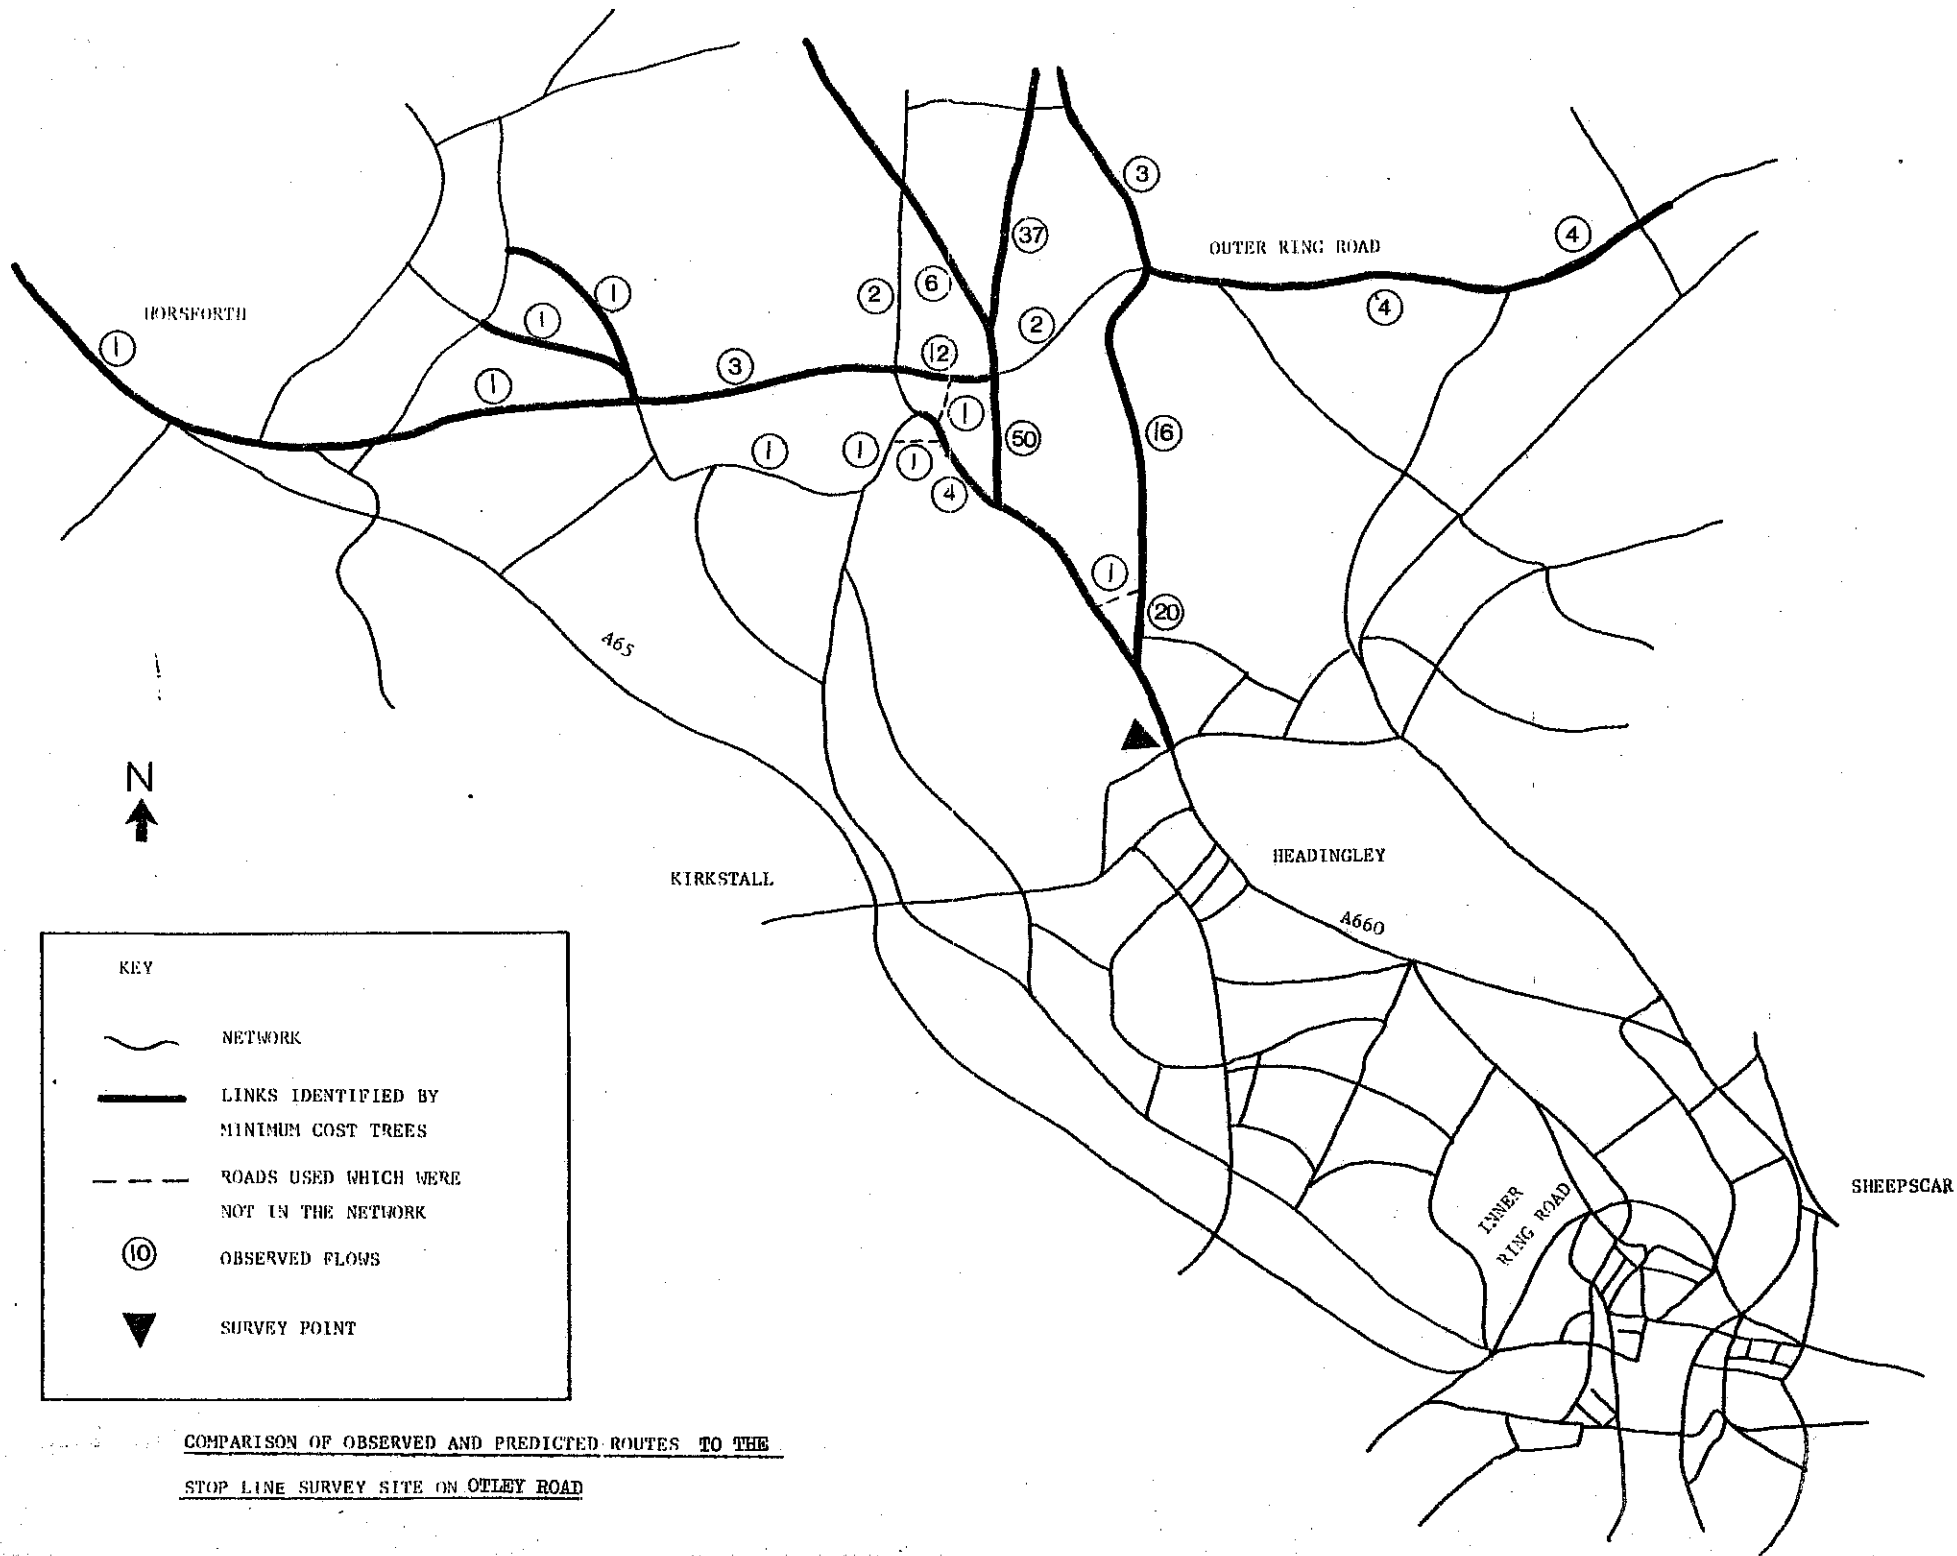 3
37
OUTER RING ROAD
4
2
6
1
HORSFORTH
1
2
4
1
12
3
1
1
50
16
1
1
1
4
1
20
A65
N
HEADINGLEY
KIRKSTALL
A660
KEY
NETWORK
LINKS IDENTIFIED BY
MINIMUM COST TREES
ROADS USED WHICH WERE
NOT IN THE NETWORK
10
OBSERVED FLOWS
SURVEY POINT
INNER
RING ROAD
SHEEPSCAR
COMPARISON OF OBSERVED AND PREDICTED ROUTES TO THE
STOP LINE SURVEY SITE ON OTLEY ROAD